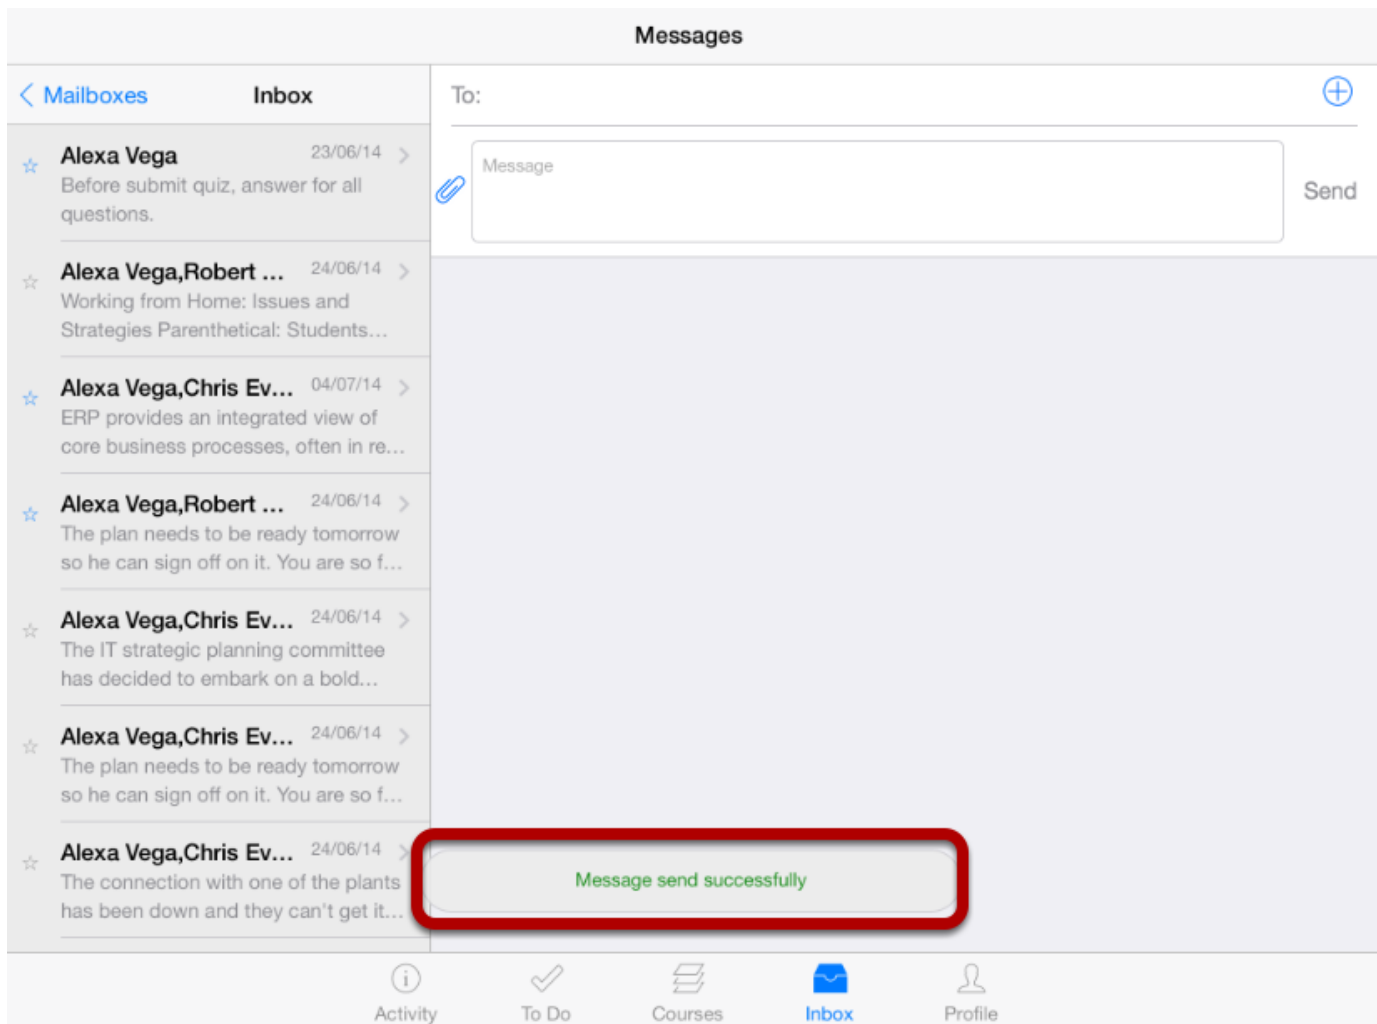 Messages
Mailboxes
Inbox
Alexa Vega 23/06/14
Before submit quiz, answer for all
questions.
Alexa Vega,Robert ... 24/06/14
Working from Home: Issues and
Strategies Parenthetical: Students...
Alexa Vega,Chris Ev... 04/07/14
ERP provides an integrated view of
core business processes, often in re...
Alexa Vega,Robert ... 24/06/14
The plan needs to be ready tomorrow
so he can sign off on it. You are so f...
Alexa Vega,Chris Ev... 24/06/14
The IT strategic planning committee
has decided to embark on a bold...
Alexa Vega,Chris Ev... 24/06/14
The plan needs to be ready tomorrow
so he can sign off on it. You are so f...
Alexa Vega,Chris Ev... 24/06/14
The connection with one of the plants
has been down and they can't get it...
To:
Message
Send
Message send successfully
Activity
To Do
Courses
Inbox
Profile